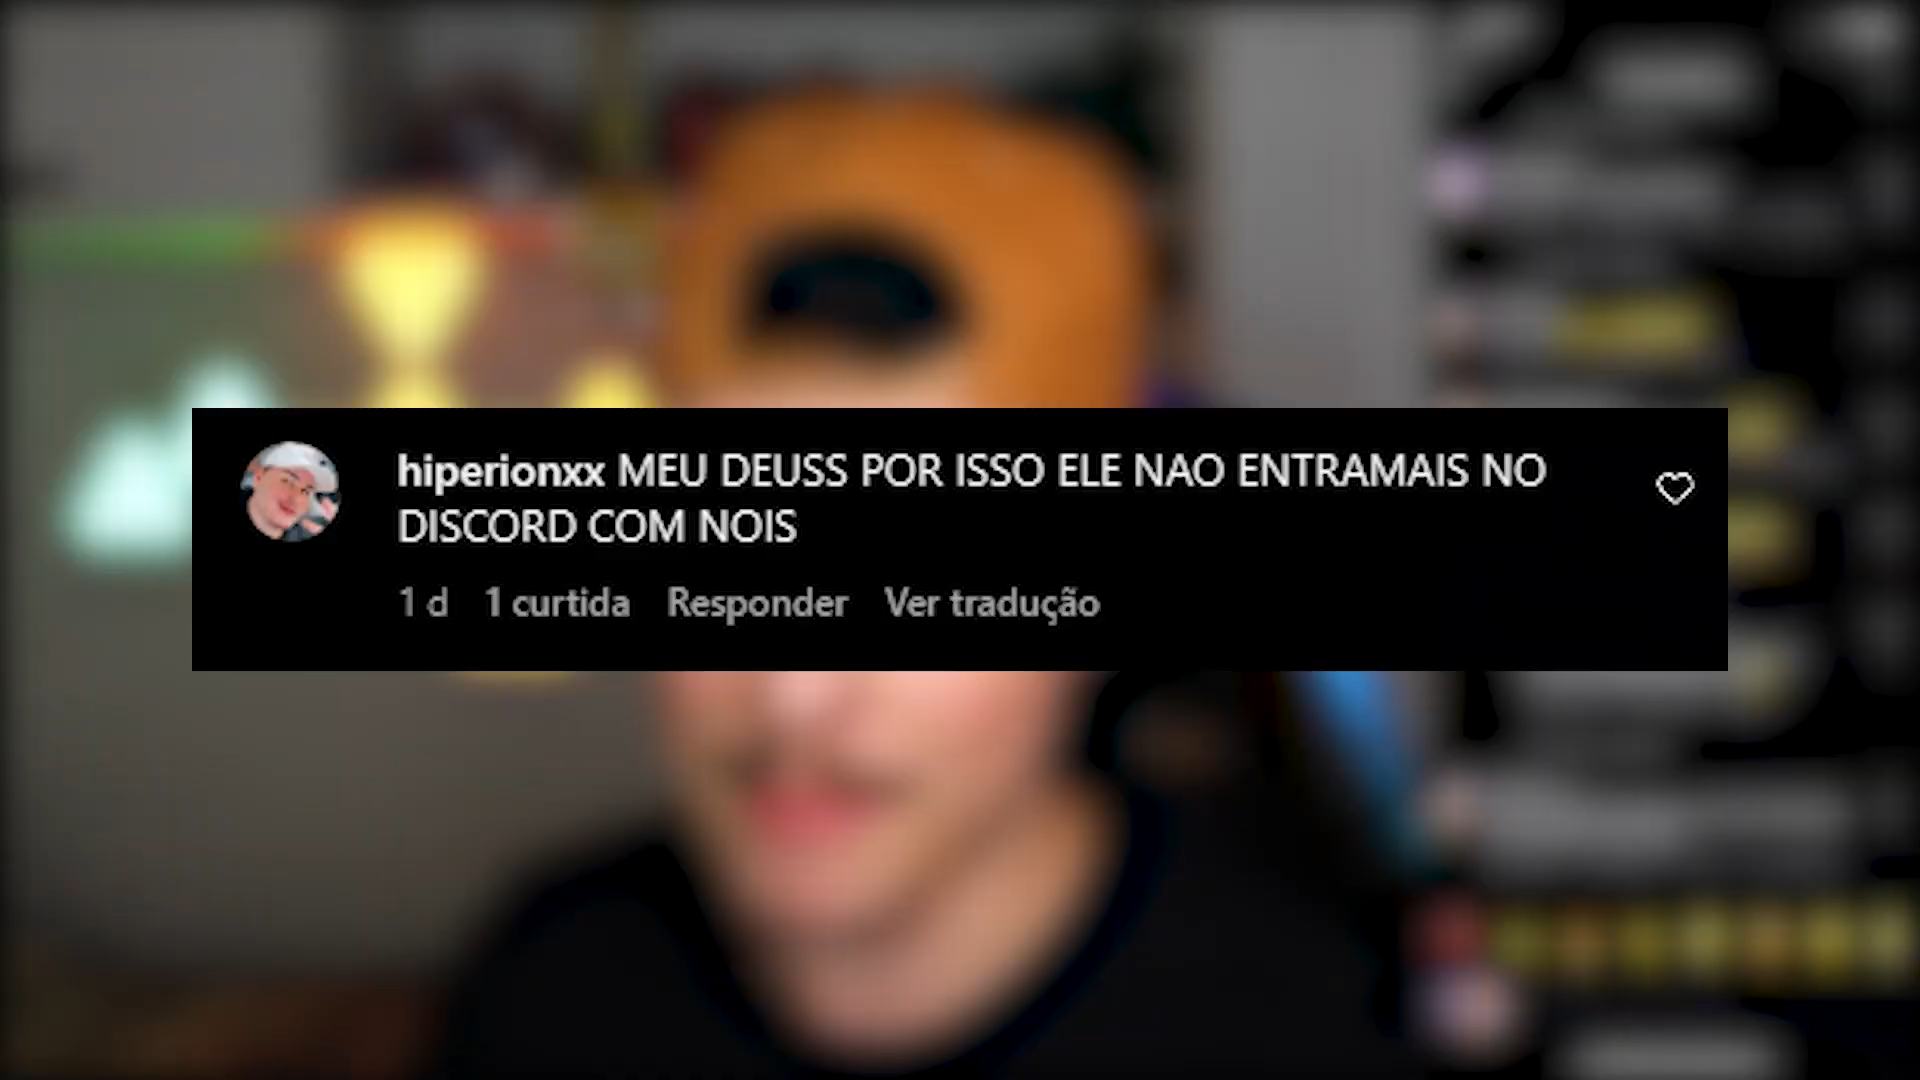 hiperionxx MEU DEUSS POR ISSO ELE NAO ENTRAMAIS NO
DISCORD COM NOIS
1 d 1 curtida Responder Ver tradução